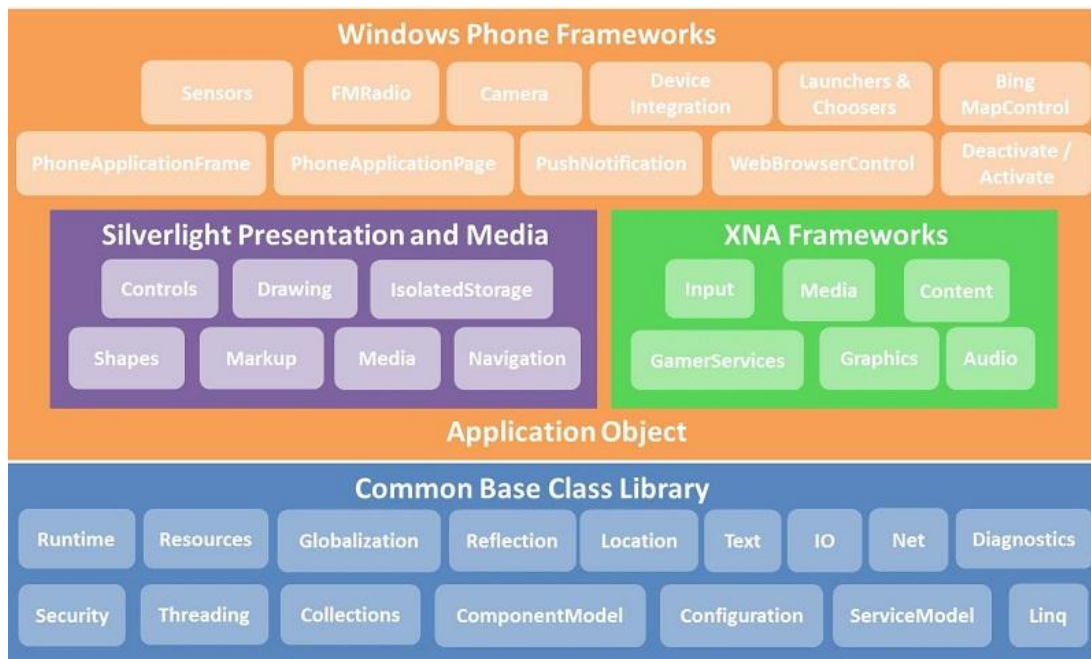 Windows Phone Frameworks
Sensors
FMRadio
Camera
Device
Integration
Launchers &
Choosers
Bing
MapControl
PhoneApplicationFrame
PhoneApplicationPage
PushNotification
WebBrowserControl
Deactivate /
Activate
Silverlight Presentation and Media
Controls
Drawing
IsolatedStorage
Shapes
Markup
Media
Navigation
XNA Frameworks
Input
Media
Content
GamerServices
Graphics
Audio
Application Object
Common Base Class Library
Runtime
Resources
Globalization
Reflection
Location
Text
IO
Net
Diagnostics
Security
Threading
Collections
ComponentModel
Configuration
ServiceModel
Linq